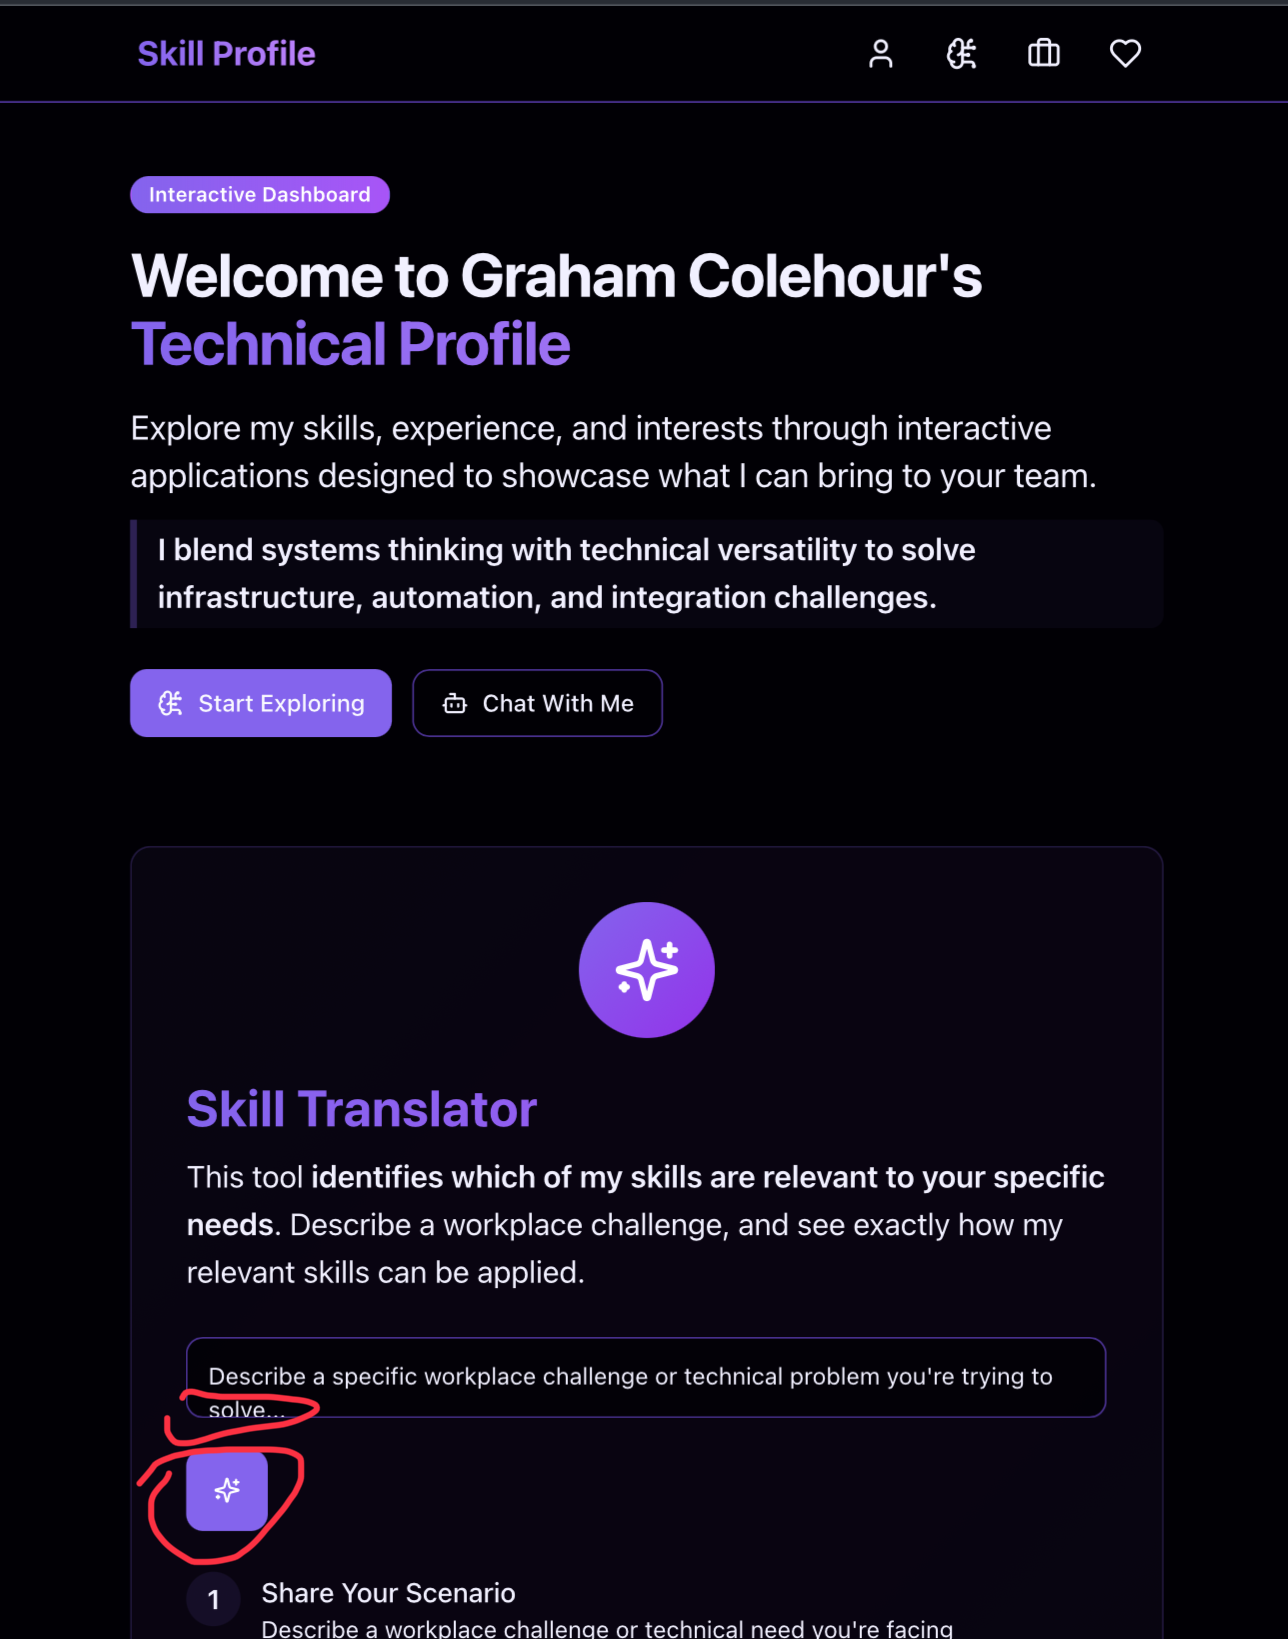 Skill Profile
Interactive Dashboard
Welcome to Graham Colehour's
Technical Profile
Explore my skills, experience, and interests through interactive
applications designed to showcase what I can bring to your team.
I blend systems thinking with technical versatility to solve
infrastructure, automation, and integration challenges.
Start Exploring
Chat With Me
Skill Translator
This tool identifies which of my skills are relevant to your specific
needs. Describe a workplace challenge, and see exactly how my
relevant skills can be applied.
Describe a specific workplace challenge or technical problem you're trying to
solve...
1
Share Your Scenario
Describe a workplace challenge or technical need you're facing